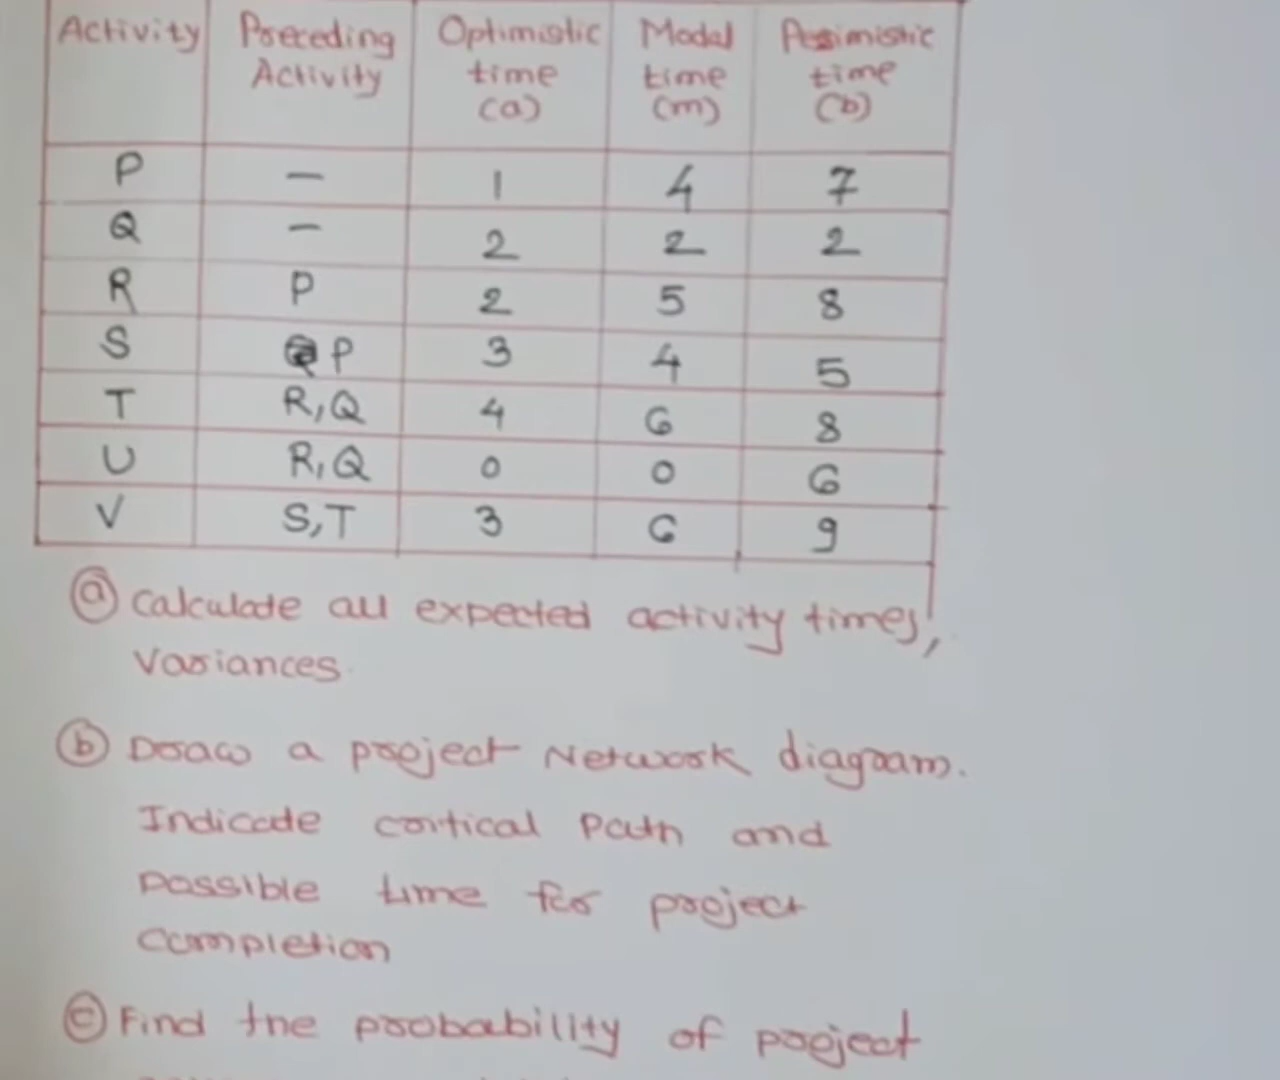 Activity Preceding Activity Optimistic time (a) Modal time (m) Pessimistic time (b)
P — 1 4 7
Q — 2 2 2
R P 2 5 8
S P 3 4 5
T R,Q 4 6 8
U R,Q 0 0 6
V S,T 3 6 9
(a) Calculate all expected activity times,
Variances
(b) Draw a project Network diagram.
Indicate critical Path and
possible time for project
completion
(c) Find the probability of project